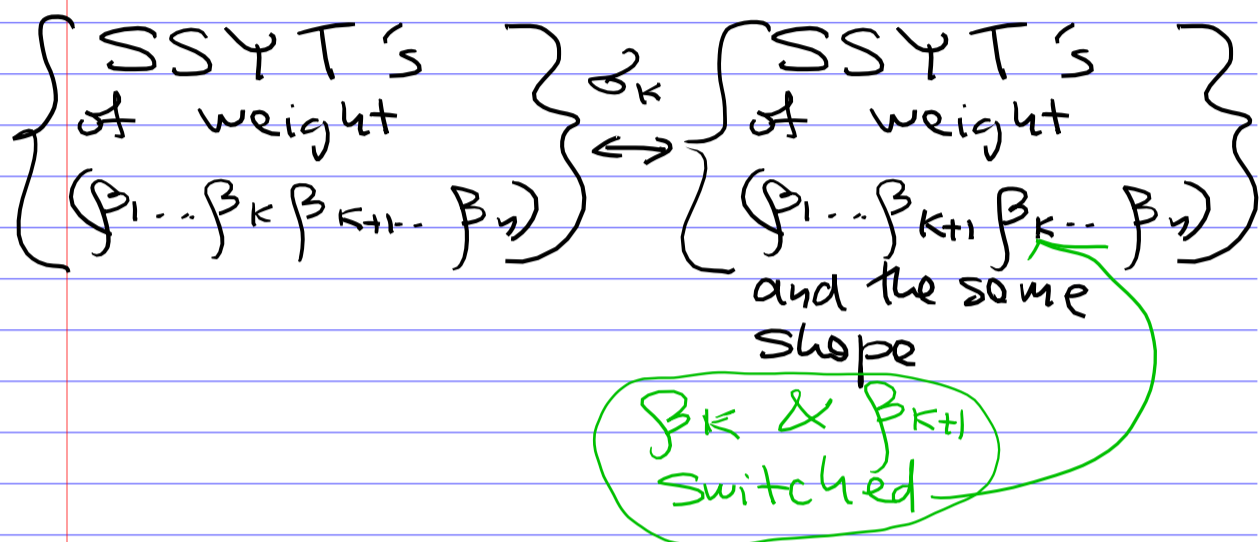 { SSYT's of weight (β₁...βₖ βₖ₊₁... βₙ) } ↔ σₖ { SSYT's of weight (β₁...βₖ₊₁ βₖ... βₙ) }
and the same
shape
βₖ & βₖ₊₁
switched